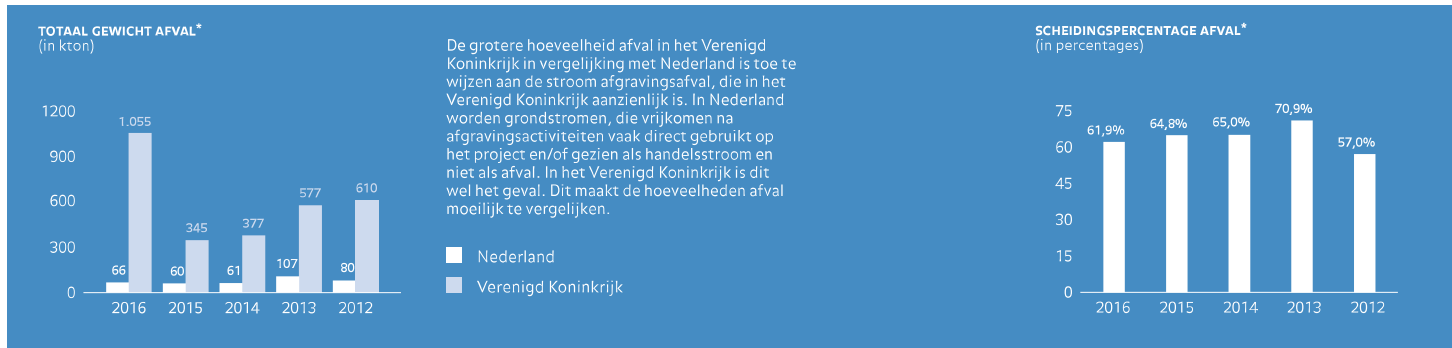 TOTAAL GEWICHT AFVAL*
(in kton)
1200
900
600
300
0
1.055
66
345
60
377
61
577
107
610
80
2016
2015
2014
2013
2012
De grotere hoeveelheid afval in het Verenigd
Koninkrijk in vergelijking met Nederland is toe te
wijzen aan de stroom afgravingsafval, die in het
Verenigd Koninkrijk aanzienlijk is. In Nederland
worden grondstromen, die vrijkomen na
afgravingsactiviteiten vaak direct gebruikt op
het project en/of gezien als handelsstroom en
niet als afval. In het Verenigd Koninkrijk is dit
wel het geval. Dit maakt de hoeveelheden afval
moeilijk te vergelijken.
Nederland
Verenigd Koninkrijk
SCHEIDINGSPERCENTAGE AFVAL*
(in percentages)
75
60
45
30
15
0
61,9%
64,8%
65,0%
70,9%
57,0%
2016
2015
2014
2013
2012